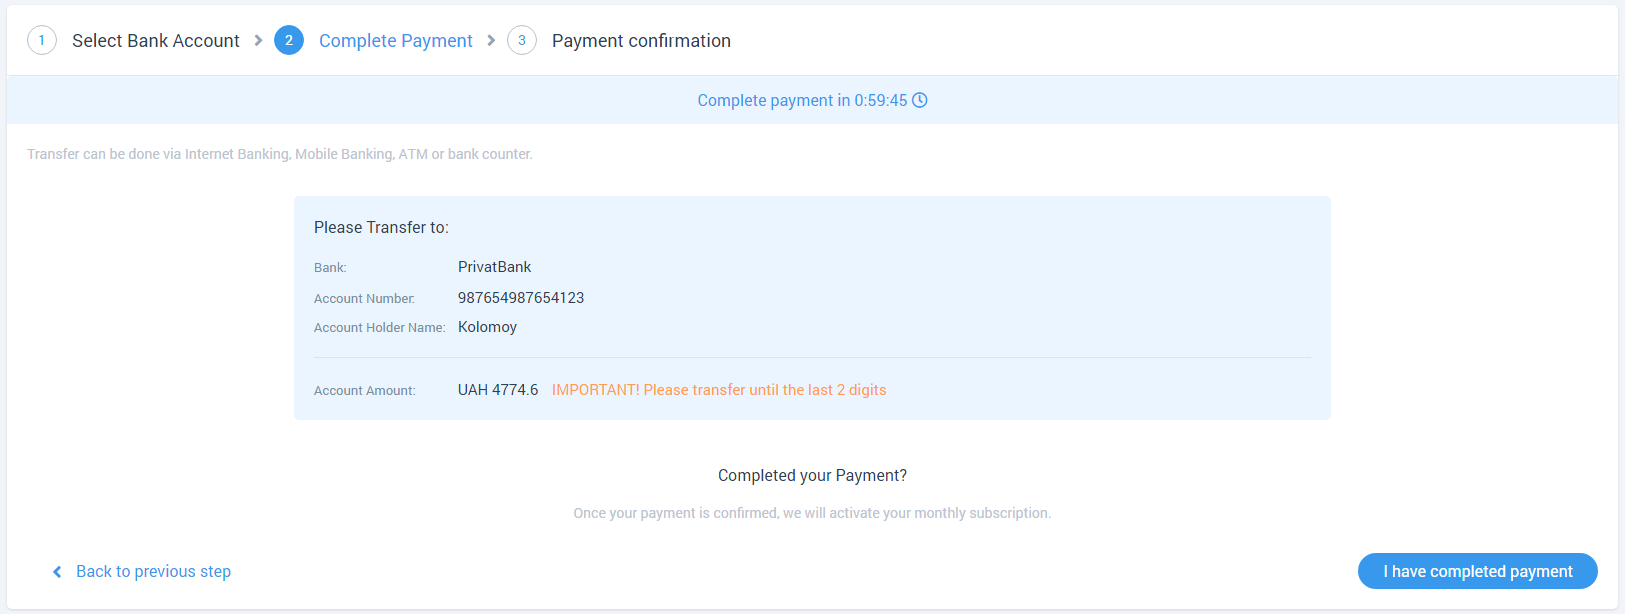 1 Select Bank Account > 2 Complete Payment > 3 Payment confirmation
Complete payment in 0:59:45
Transfer can be done via Internet Banking, Mobile Banking, ATM or bank counter.
Please Transfer to:
Bank: PrivatBank
Account Number: 987654987654123
Account Holder Name: Kolomoy
Account Amount: UAH 4774.6 IMPORTANT! Please transfer until the last 2 digits
Completed your Payment?
Once your payment is confirmed, we will activate your monthly subscription.
Back to previous step
I have completed payment